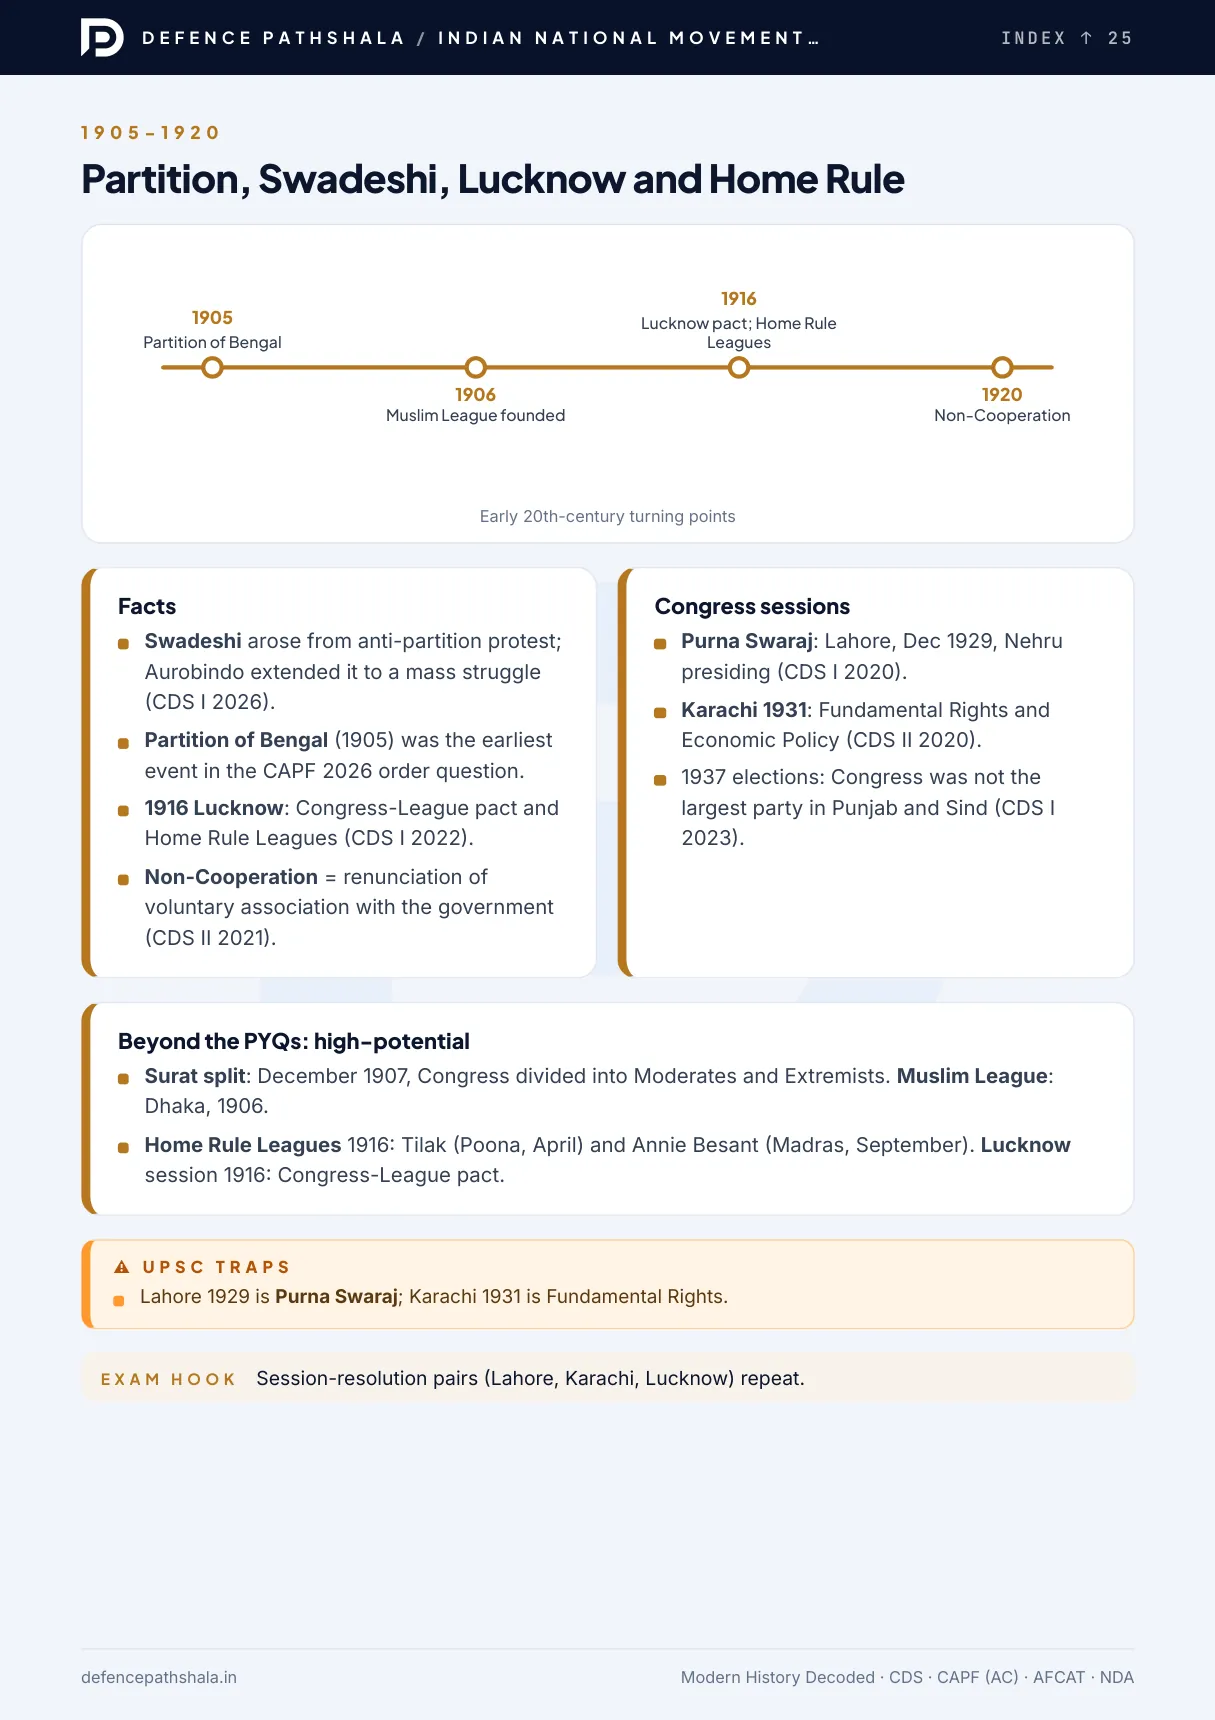 DEFENCE PATHSHALA / INDIAN NATIONAL MOVEMENT…
INDEX ↑ 25
1905–1920
Partition, Swadeshi, Lucknow and Home Rule
1905
Partition of Bengal
1906
Muslim League founded
1916
Lucknow pact; Home Rule
Leagues
1920
Non-Cooperation
Early 20th-century turning points
Facts
Swadeshi arose from anti-partition protest;
Aurobindo extended it to a mass struggle
(CDS I 2026).
Partition of Bengal (1905) was the earliest
event in the CAPF 2026 order question.
1916 Lucknow: Congress-League pact and
Home Rule Leagues (CDS I 2022).
Non-Cooperation = renunciation of
voluntary association with the government
(CDS II 2021).
Congress sessions
Purna Swaraj: Lahore, Dec 1929, Nehru
presiding (CDS I 2020).
Karachi 1931: Fundamental Rights and
Economic Policy (CDS II 2020).
1937 elections: Congress was not the
largest party in Punjab and Sind (CDS I
2023).
Beyond the PYQs: high-potential
Surat split: December 1907, Congress divided into Moderates and Extremists. Muslim League:
Dhaka, 1906.
Home Rule Leagues 1916: Tilak (Poona, April) and Annie Besant (Madras, September). Lucknow
session 1916: Congress-League pact.
⚠ UPSC TRAPS
Lahore 1929 is Purna Swaraj; Karachi 1931 is Fundamental Rights.
EXAM HOOK Session-resolution pairs (Lahore, Karachi, Lucknow) repeat.
defencepathshala.in
Modern History Decoded · CDS · CAPF (AC) · AFCAT · NDA